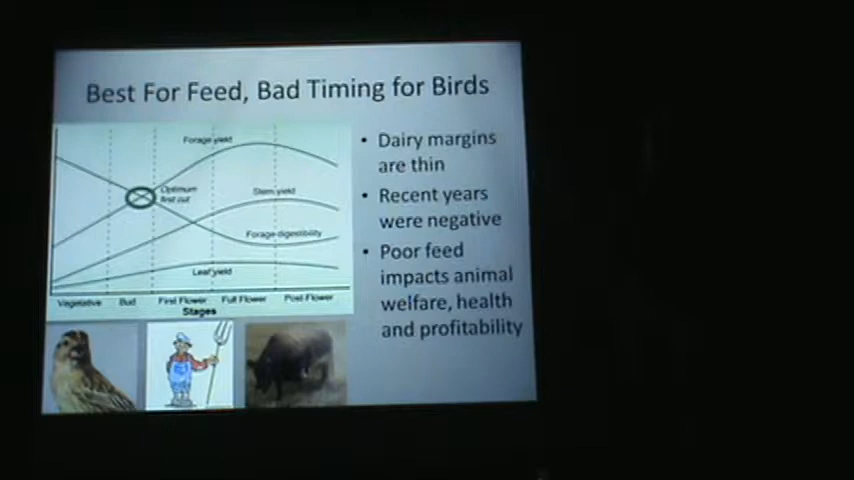 Best For Feed, Bad Timing for Birds
Forage yield
Optimum
first cut
Stem yield
Forage digestibility
Leaf yield
Vegetative Bud First Flower Full Flower Post-Flower
Stages
• Dairy margins
are thin
• Recent years
were negative
• Poor feed
impacts animal
welfare, health
and profitability